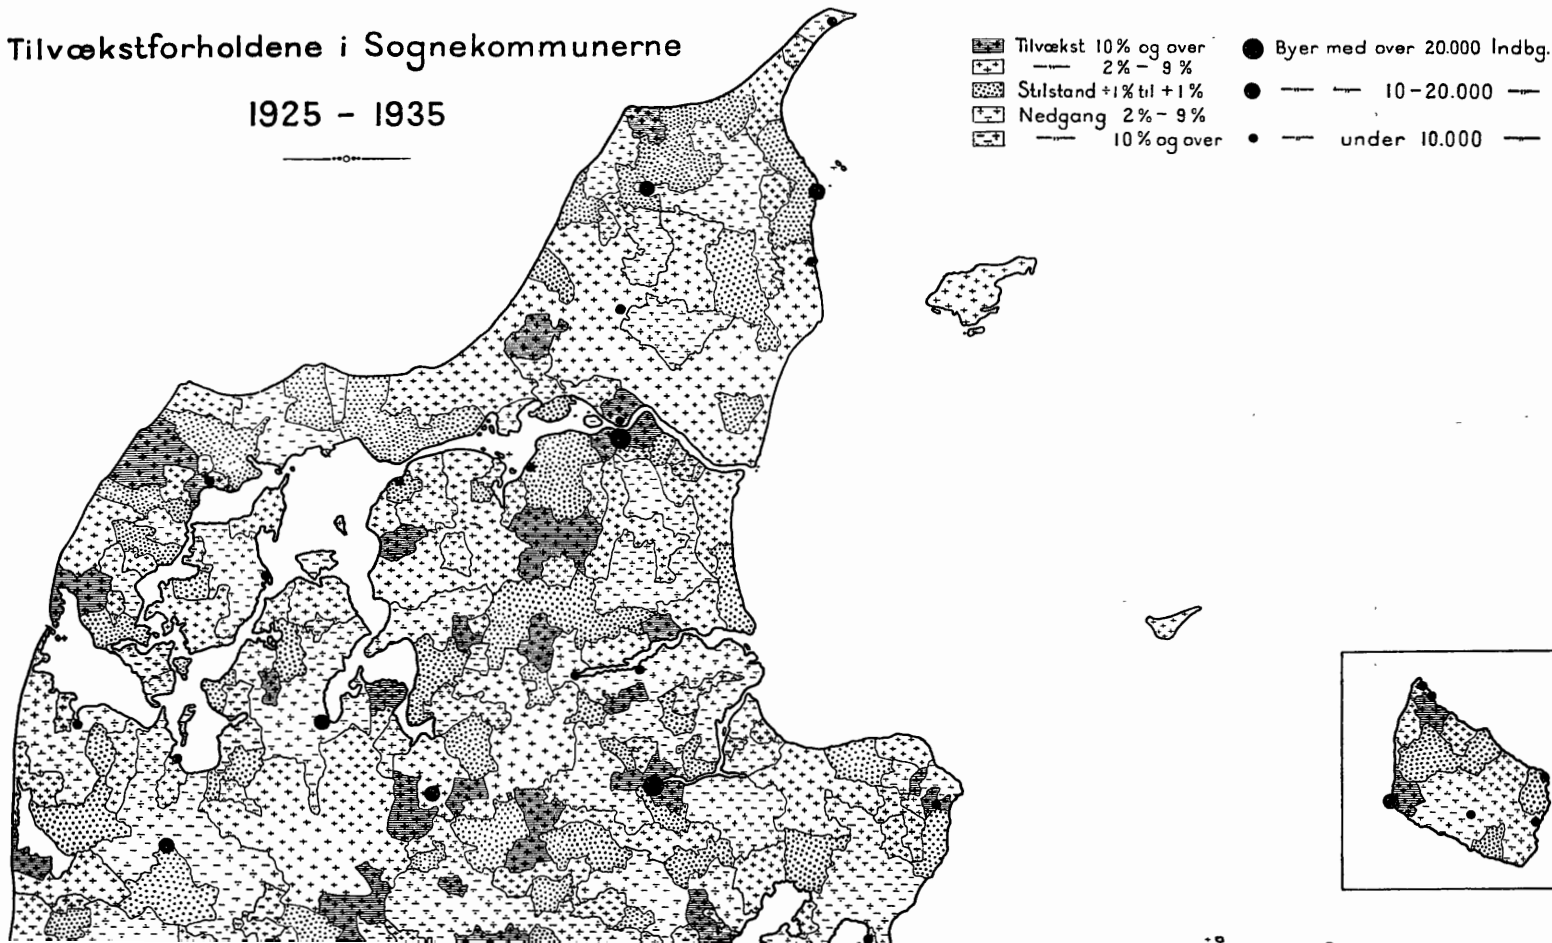 Tilvækstforholdene i Sognekommunerne
1925 - 1935
Tilvækst 10% og over
—"— 2% - 9%
Stilstand ÷1% til +1%
Nedgang 2% - 9%
—"— 10% og over
Byer med over 20.000 Indbg.
—"— —"— 10-20.000 —"—
—"— under 10.000 —"—